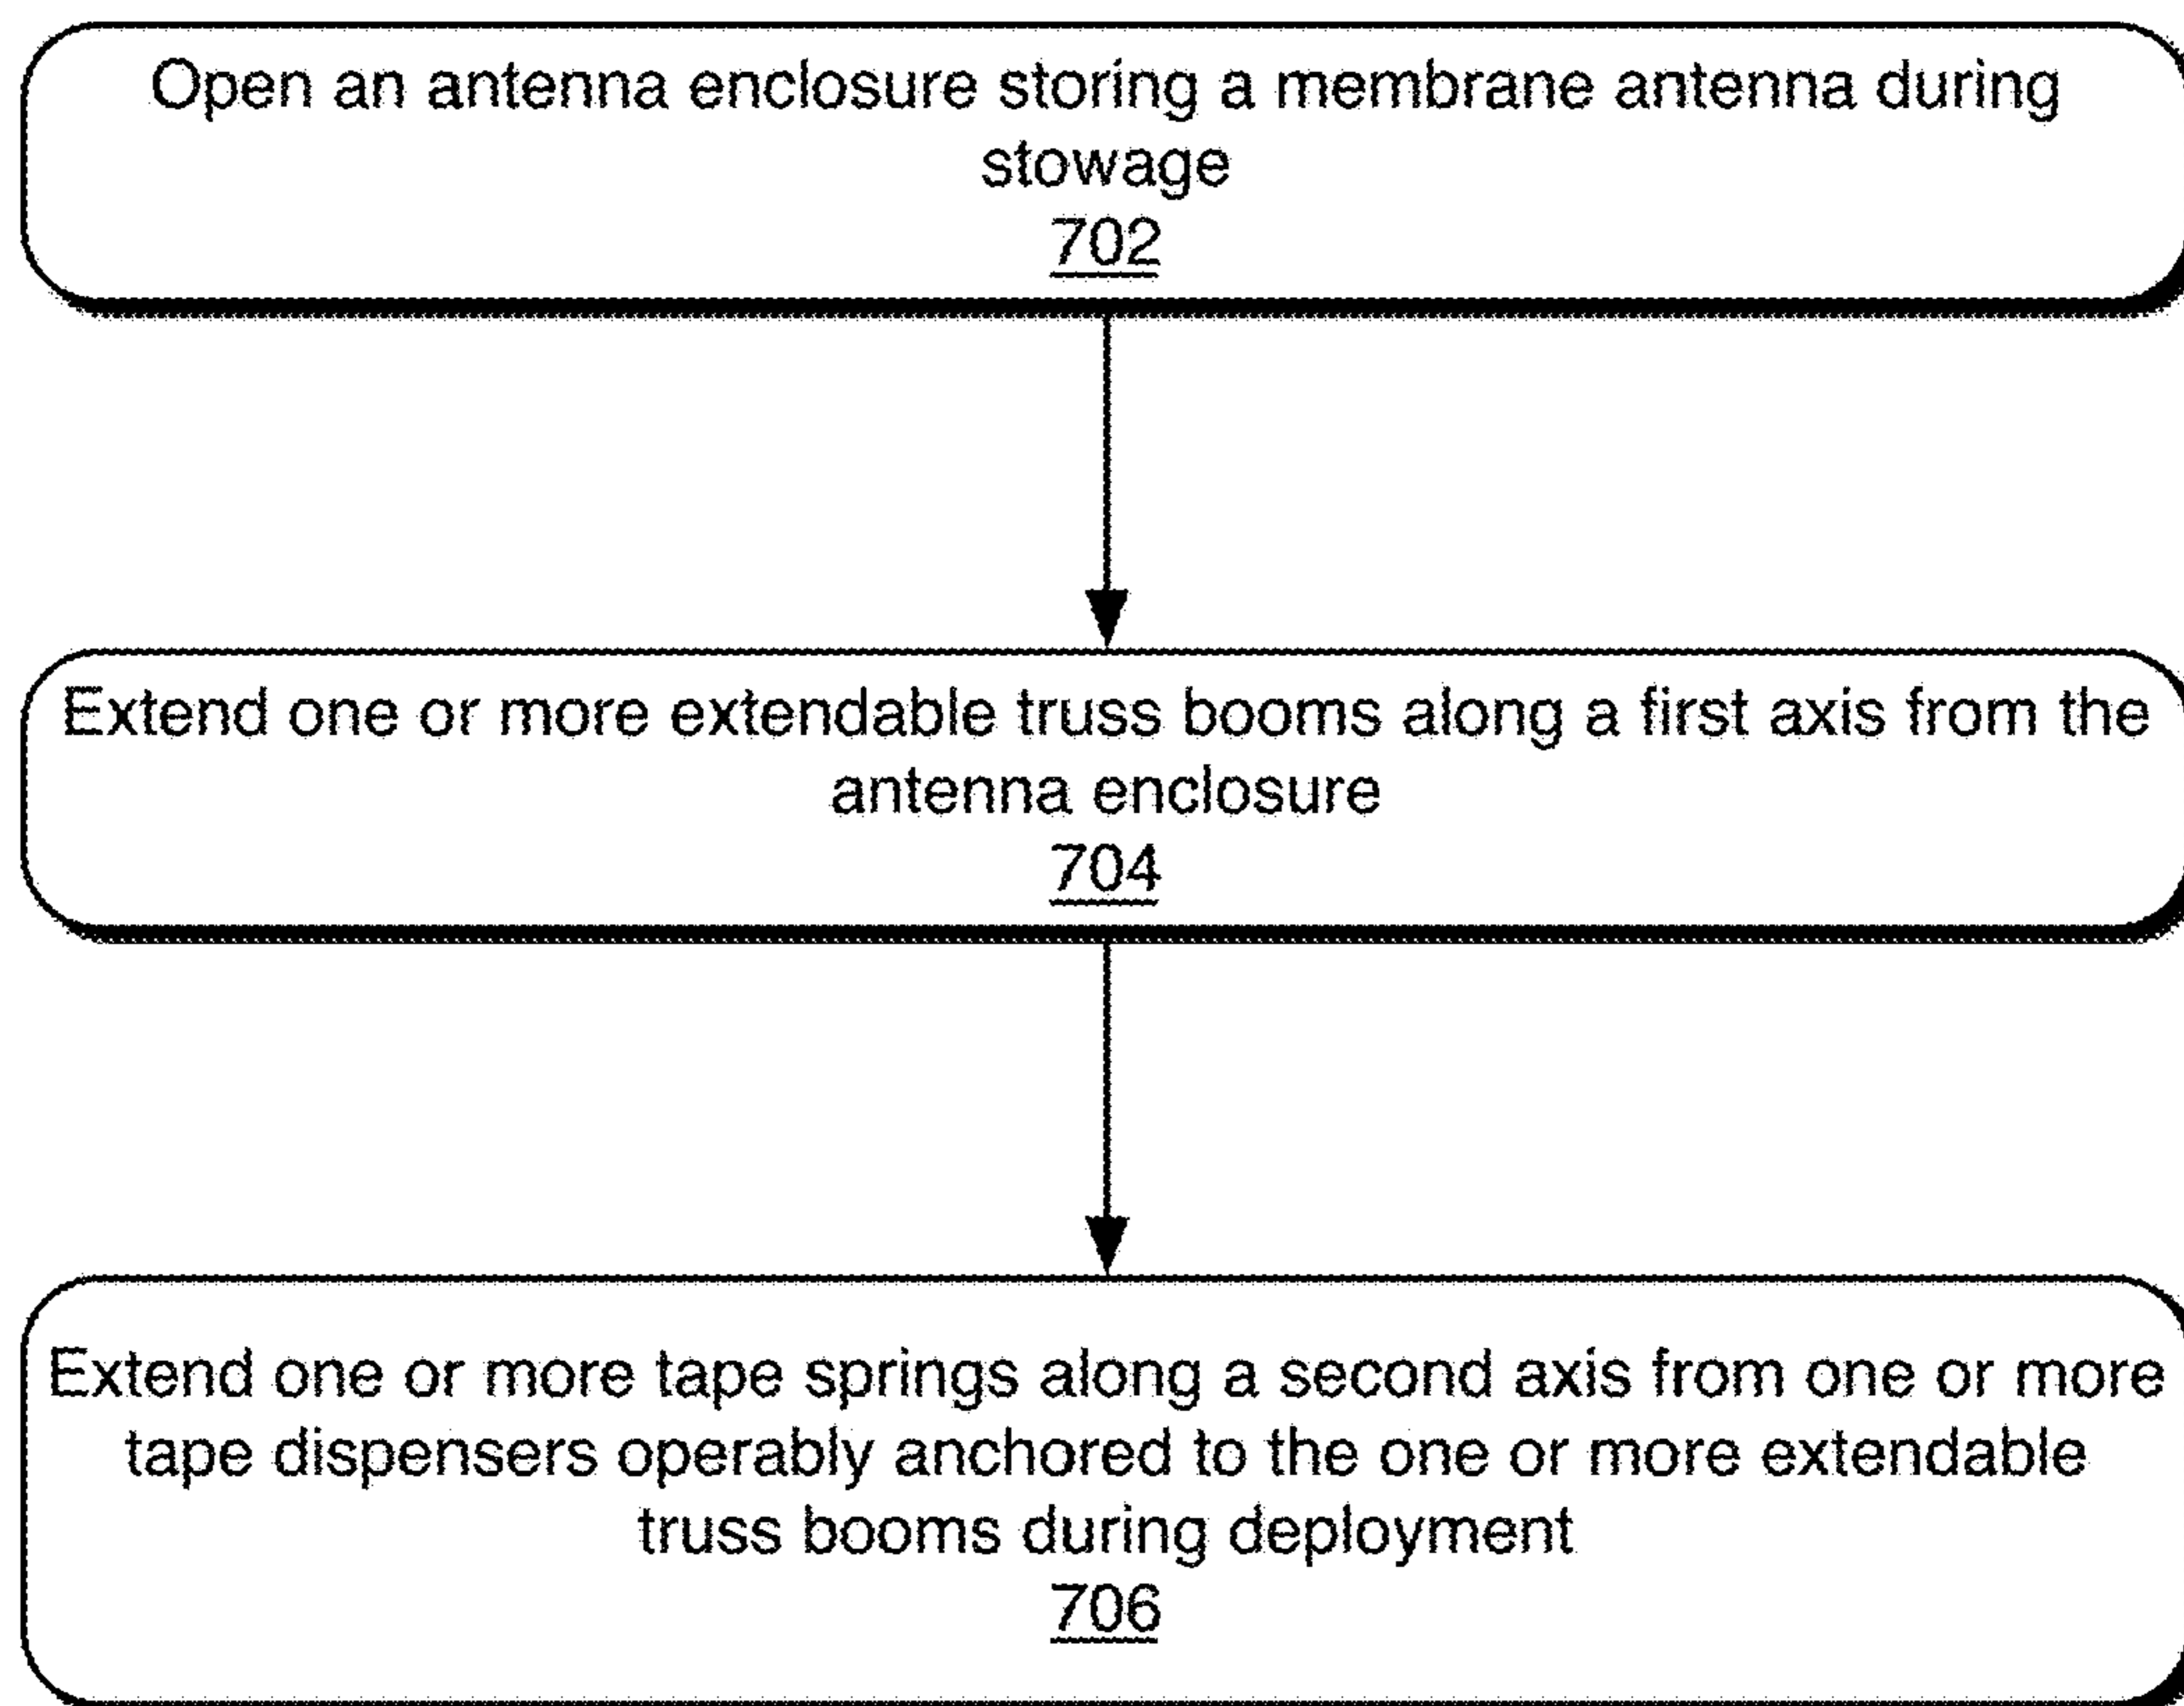 Open an antenna enclosure storing a membrane antenna during
stowage
702
Extend one or more extendable truss booms along a first axis from the
antenna enclosure
704
Extend one or more tape springs along a second axis from one or more
tape dispensers operably anchored to the one or more extendable
truss booms during deployment
706